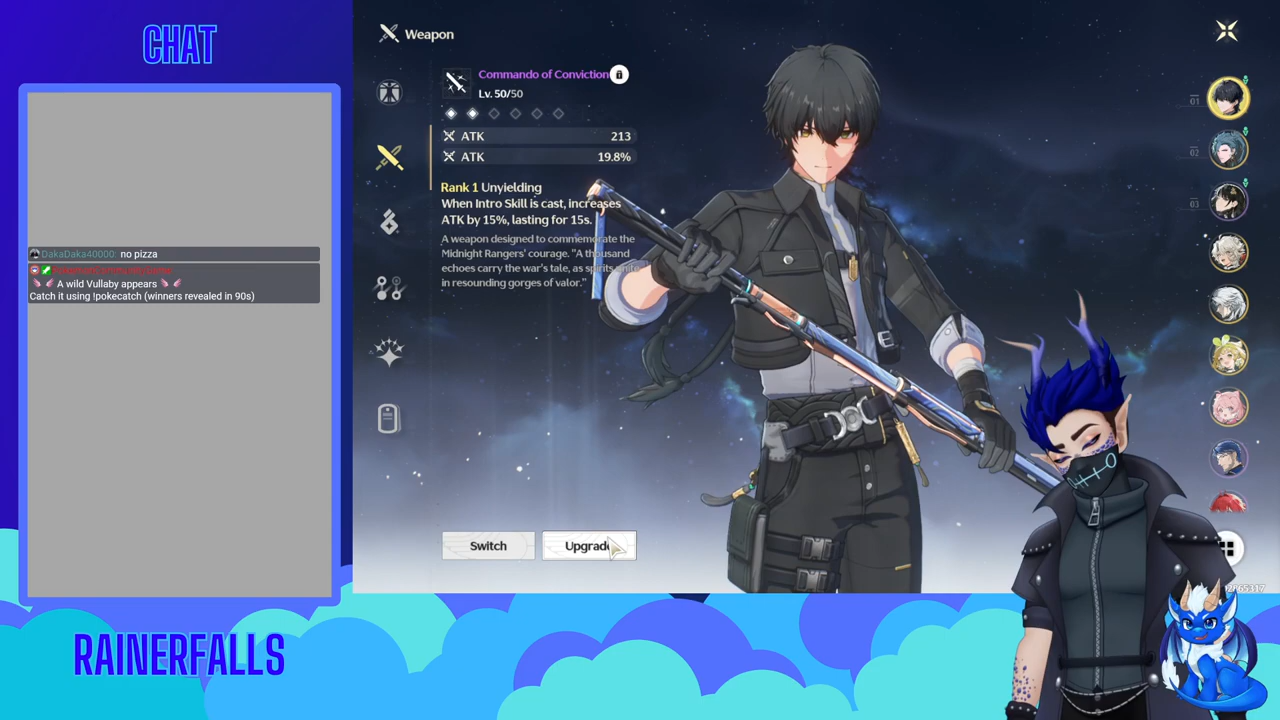 CHAT
DakaDaka40000: no pizza
A wild Vullaby appears
Catch it using !pokecatch (winners revealed in 90s)
RAINERFALLS
Weapon
Commando of Conviction
Lv. 50/50
ATK 213
ATK 19.8%
Rank 1 Unyielding
When Intro Skill is cast, increases
ATK by 15%, lasting for 15s.
A weapon designed to commemorate the
Midnight Rangers' courage. "A thousand
echoes carry the war's tale, as spirits unite
in resounding gorges of valor."
Switch
Upgrade
01
02
03